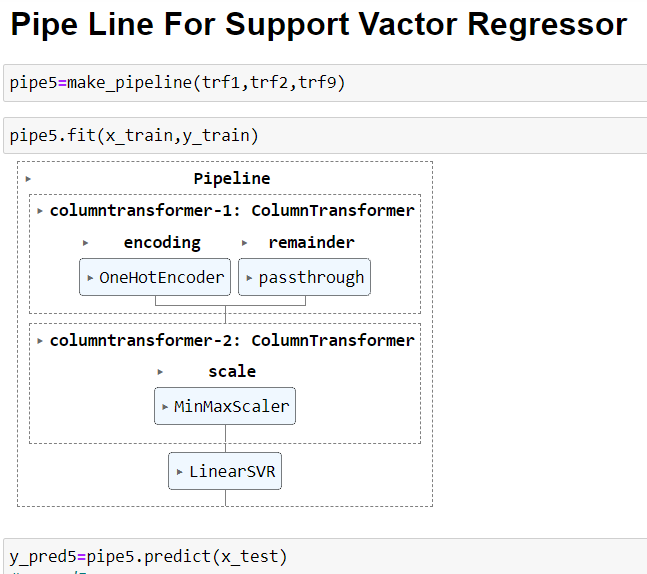 Pipe Line For Support Vactor Regressor
pipe5=make_pipeline(trf1,trf2,trf9)
pipe5.fit(x_train,y_train)
Pipeline
columntransformer-1: ColumnTransformer
encoding remainder
OneHotEncoder passthrough
columntransformer-2: ColumnTransformer
scale
MinMaxScaler
LinearSVR
y_pred5=pipe5.predict(x_test)